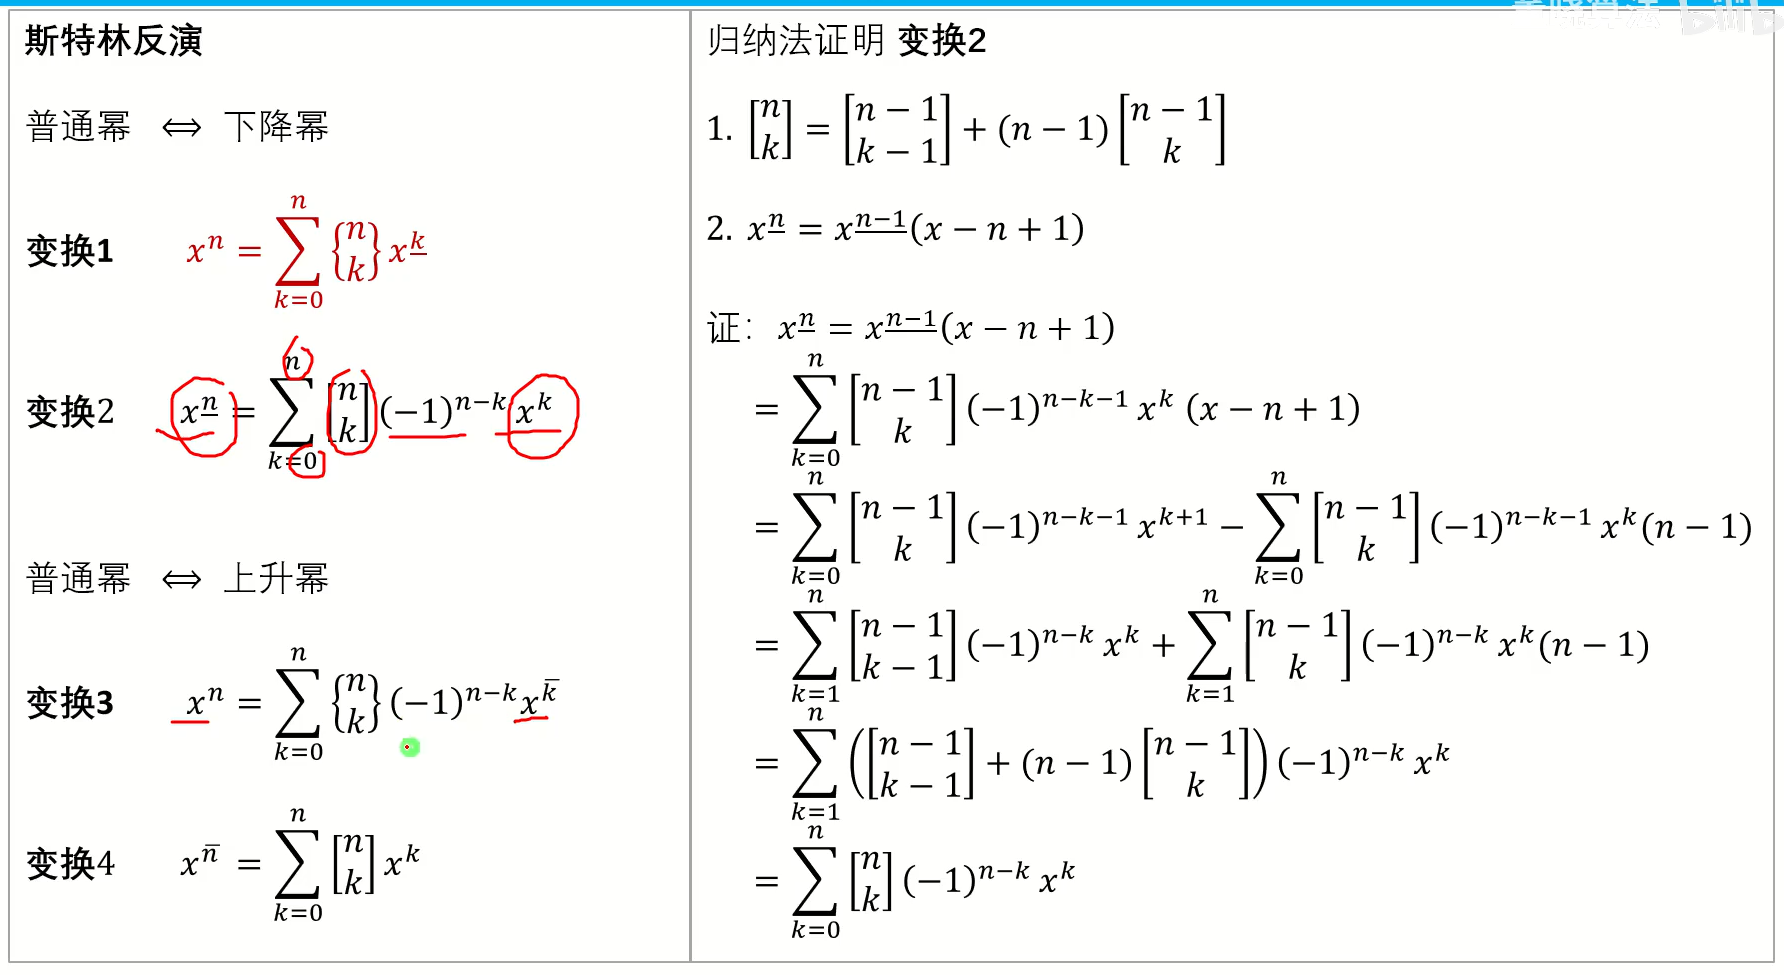 斯特林反演
普通幂 ⟺ 下降幂
变换1 $x^n = \sum_{k=0}^{n} {n \brace k} x^{\underline{k}}$
变换2 $x^{\underline{n}} = \sum_{k=0}^{n} {n \brack k} (-1)^{n-k} x^k$
普通幂 ⟺ 上升幂
变换3 $x^n = \sum_{k=0}^{n} {n \brace k} (-1)^{n-k} x^{\overline{k}}$
变换4 $x^{\overline{n}} = \sum_{k=0}^{n} {n \brack k} x^k$
归纳法证明 变换2
1. ${n \brack k} = {n-1 \brack k-1} + (n-1) {n-1 \brack k}$
2. $x^{\underline{n}} = x^{\underline{n-1}} (x-n+1)$
证: $x^{\underline{n}} = x^{\underline{n-1}} (x-n+1)$
$= \sum_{k=0}^{n} {n-1 \brack k} (-1)^{n-k-1} x^k (x-n+1)$
$= \sum_{k=0}^{n} {n-1 \brack k} (-1)^{n-k-1} x^{k+1} - \sum_{k=0}^{n} {n-1 \brack k} (-1)^{n-k-1} x^k (n-1)$
$= \sum_{k=1}^{n} {n-1 \brack k-1} (-1)^{n-k} x^k + \sum_{k=1}^{n} {n-1 \brack k} (-1)^{n-k} x^k (n-1)$
$= \sum_{k=1}^{n} \left( {n-1 \brack k-1} + (n-1) {n-1 \brack k} \right) (-1)^{n-k} x^k$
$= \sum_{k=0}^{n} {n \brack k} (-1)^{n-k} x^k$
bilibili